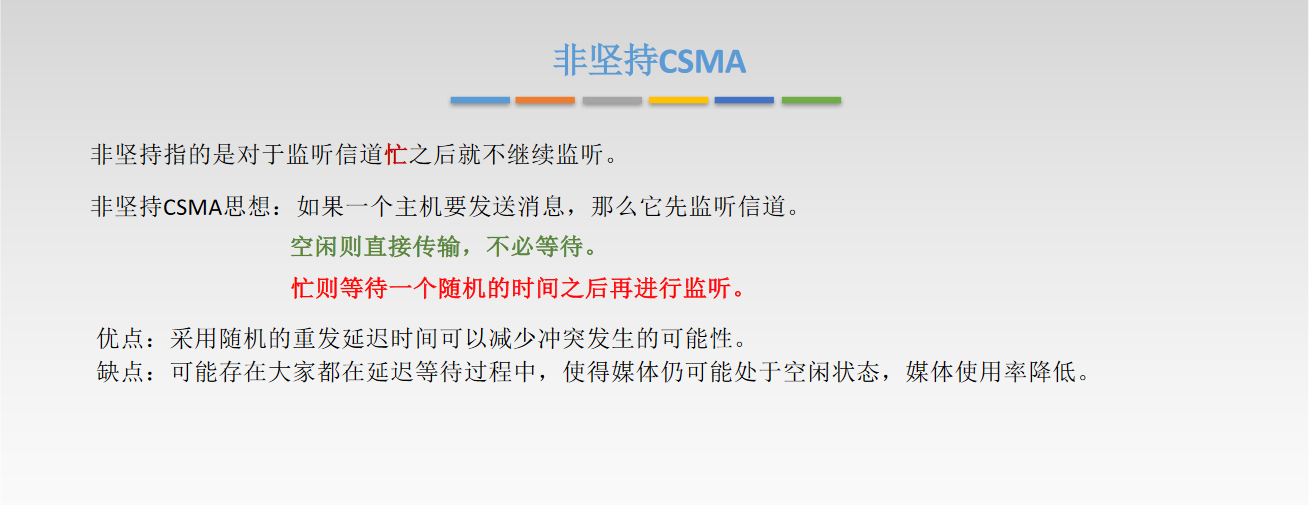 非坚持CSMA
非坚持指的是对于监听信道忙之后就不继续监听。
非坚持CSMA思想：如果一个主机要发送消息，那么它先监听信道。
空闲则直接传输，不必等待。
忙则等待一个随机的时间之后再进行监听。
优点：采用随机的重发延迟时间可以减少冲突发生的可能性。
缺点：可能存在大家都在延迟等待过程中，使得媒体仍可能处于空闲状态，媒体使用率降低。